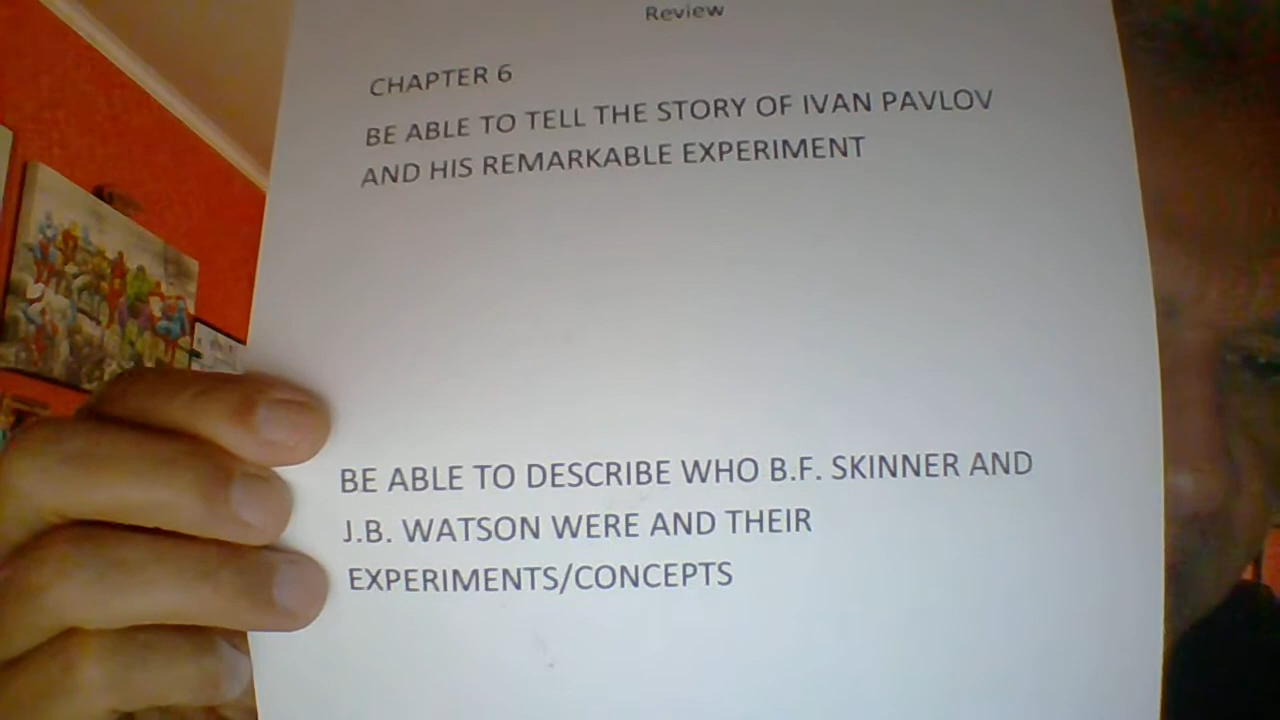 Review
CHAPTER 6
BE ABLE TO TELL THE STORY OF IVAN PAVLOV
AND HIS REMARKABLE EXPERIMENT
BE ABLE TO DESCRIBE WHO B.F. SKINNER AND
J.B. WATSON WERE AND THEIR
EXPERIMENTS/CONCEPTS